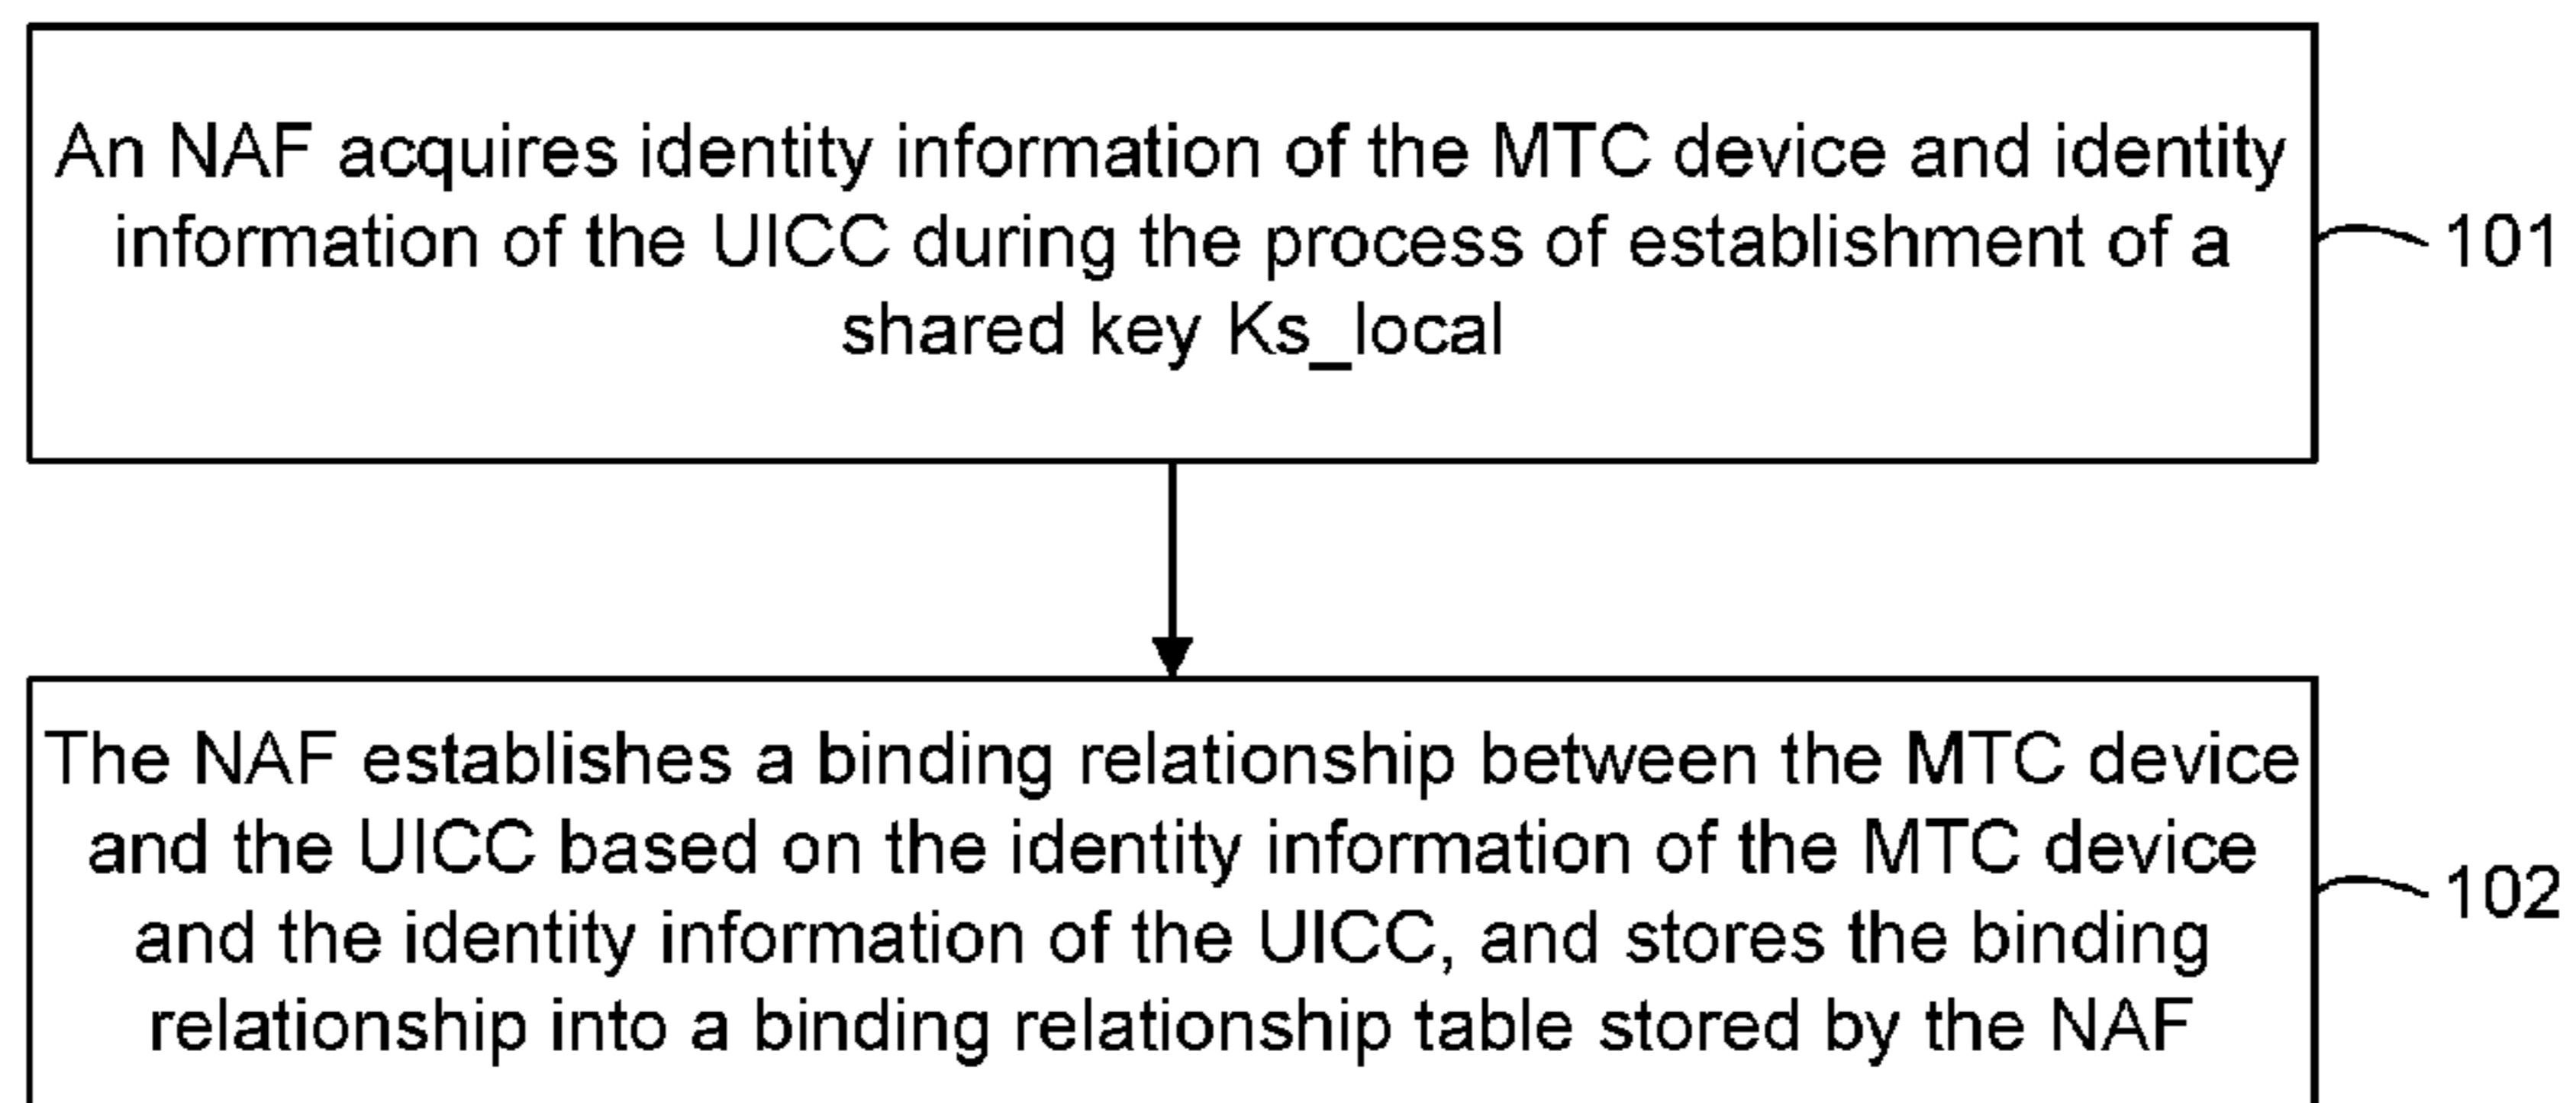 An NAF acquires identity information of the MTC device and identity
information of the UICC during the process of establishment of a
shared key Ks_local
101
The NAF establishes a binding relationship between the MTC device
and the UICC based on the identity information of the MTC device
and the identity information of the UICC, and stores the binding
relationship into a binding relationship table stored by the NAF
102